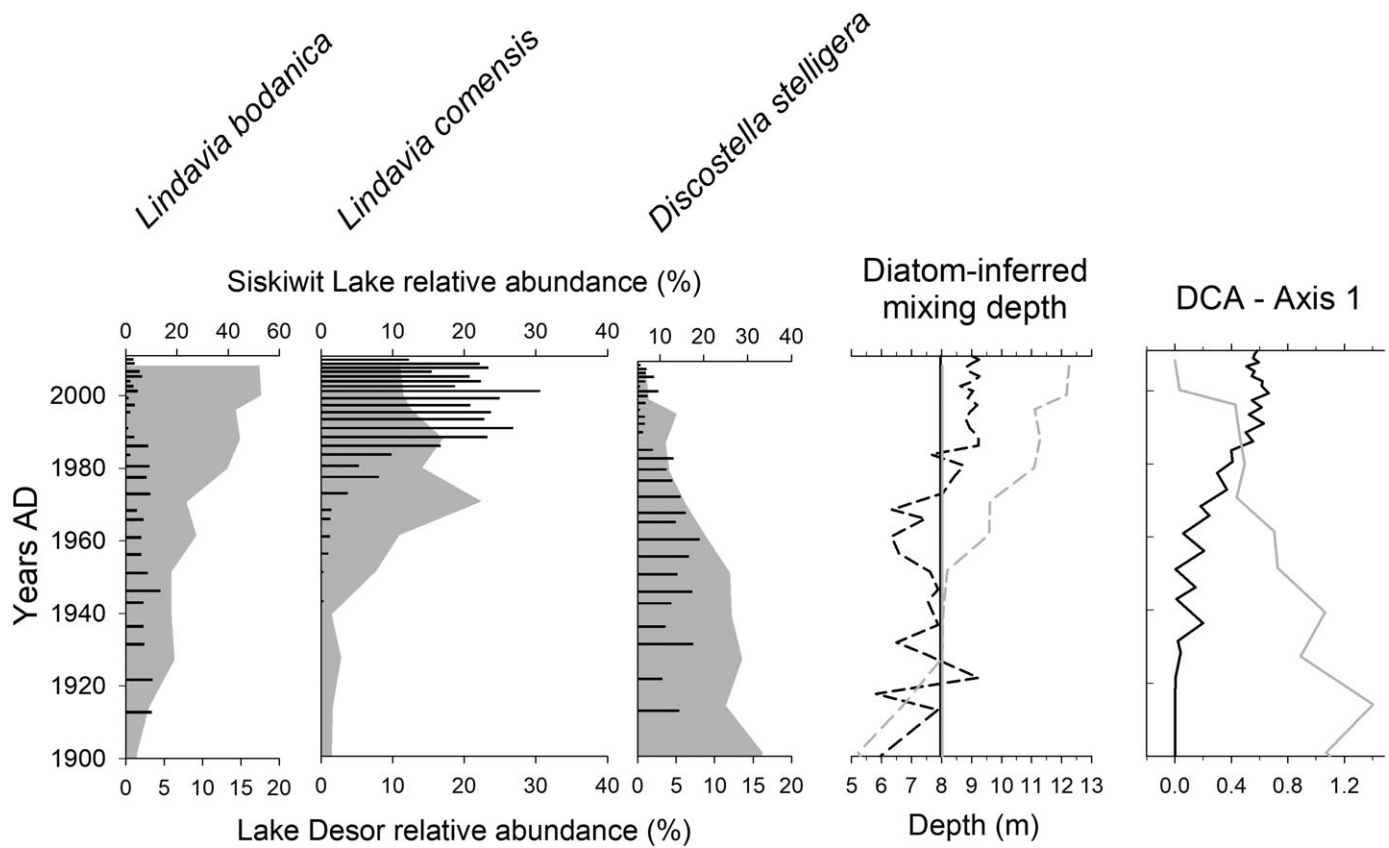 Lindavia bodanica
Lindavia comensis
Discostella stelligera
Siskiwit Lake relative abundance (%)
Diatom-inferred
mixing depth
DCA - Axis 1
0 20 40 60
0 10 20 30 40
10 20 30 40
Years AD
2000
1980
1960
1940
1920
1900
0 5 10 15 20
0 10 20 30 40
0 5 10 15 20
5 6 7 8 9 10 11 12 13
0.0 0.4 0.8 1.2
Lake Desor relative abundance (%)
Depth (m)